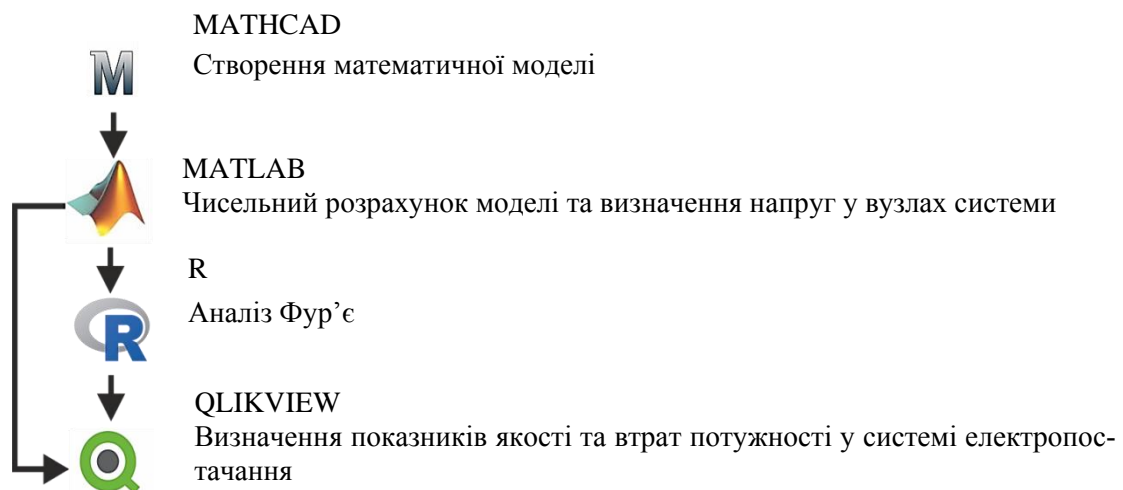 MATHCAD
Створення математичної моделі
MATLAB
Чисельний розрахунок моделі та визначення напруг у вузлах системи
R
Аналіз Фур’є
QLIKVIEW
Визначення показників якості та втрат потужності у системі електропос-
тачання